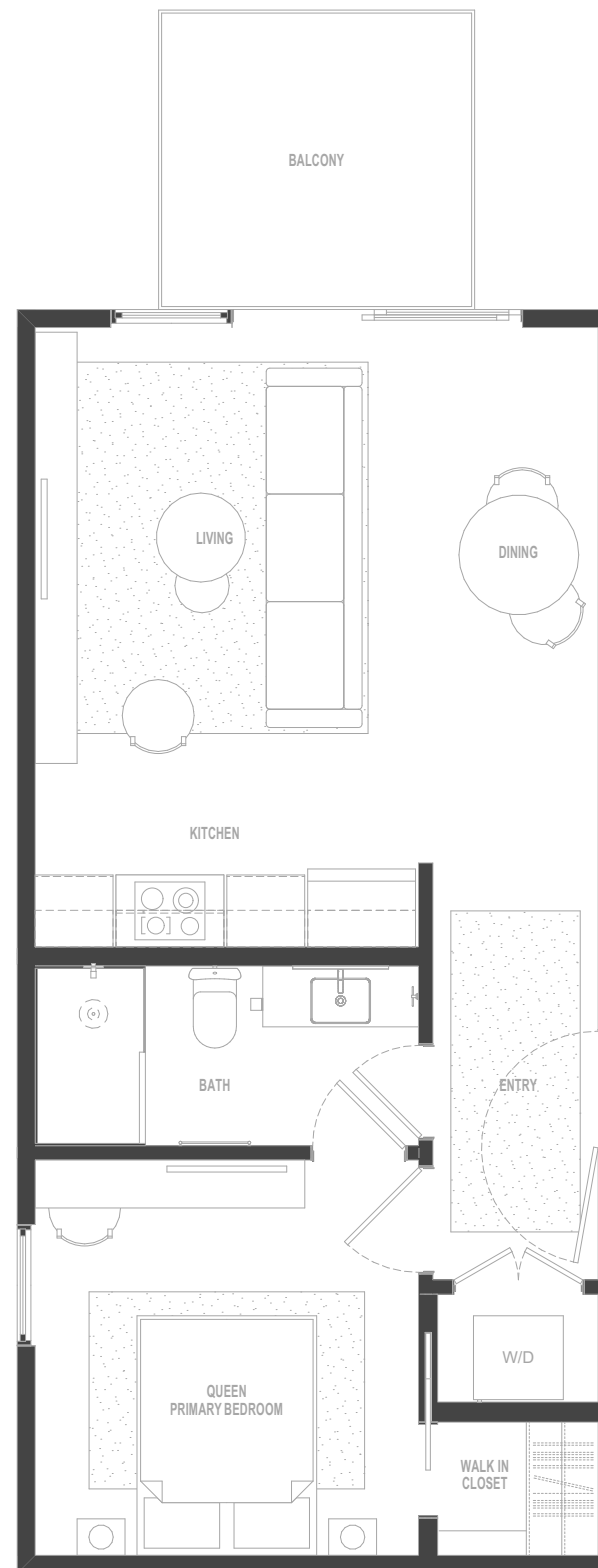 BALCONY
LIVING
DINING
KITCHEN
BATH
ENTRY
W/D
QUEEN
PRIMARY BEDROOM
WALK IN
CLOSET